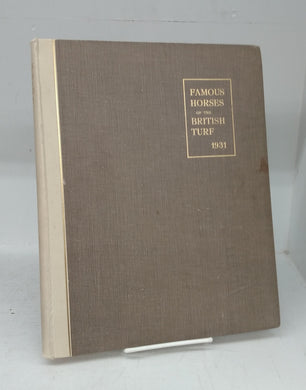 FAMOUS
HORSES
OF THE
BRITISH
TURF
1931